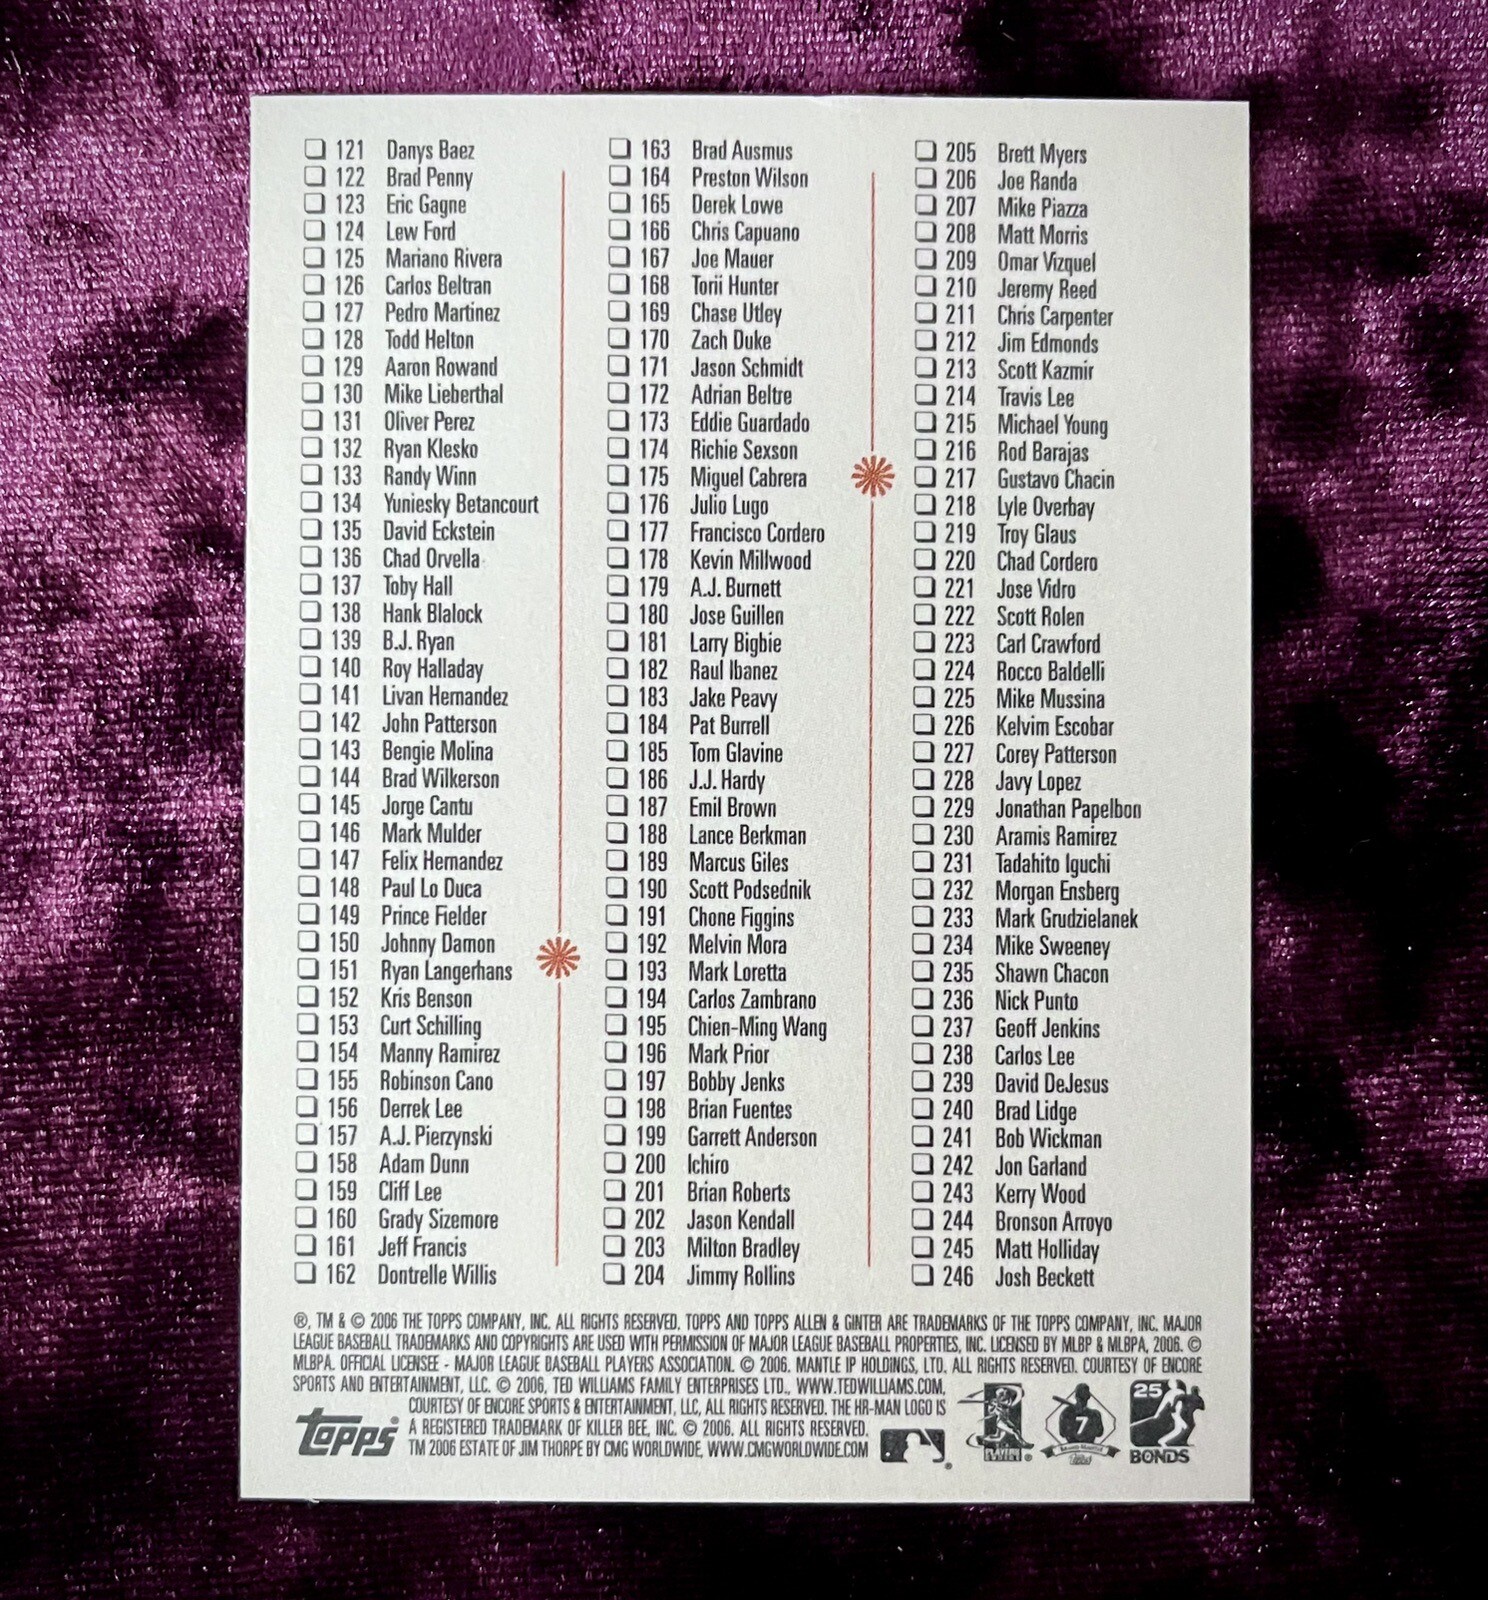 121 Danys Baez
122 Brad Penny
123 Eric Gagne
124 Lew Ford
125 Mariano Rivera
126 Carlos Beltran
127 Pedro Martinez
128 Todd Helton
129 Aaron Rowand
130 Mike Lieberthal
131 Oliver Perez
132 Ryan Klesko
133 Randy Winn
134 Yuniesky Betancourt
135 David Eckstein
136 Chad Orvella
137 Toby Hall
138 Hank Blalock
139 B.J. Ryan
140 Roy Halladay
141 Livan Hernandez
142 John Patterson
143 Bengie Molina
144 Brad Wilkerson
145 Jorge Cantu
146 Mark Mulder
147 Felix Hernandez
148 Paul Lo Duca
149 Prince Fielder
150 Johnny Damon
151 Ryan Langerhans
152 Kris Benson
153 Curt Schilling
154 Manny Ramirez
155 Robinson Cano
156 Derrek Lee
157 A.J. Pierzynski
158 Adam Dunn
159 Cliff Lee
160 Grady Sizemore
161 Jeff Francis
162 Dontrelle Willis
163 Brad Ausmus
164 Preston Wilson
165 Derek Lowe
166 Chris Capuano
167 Joe Mauer
168 Torii Hunter
169 Chase Utley
170 Zach Duke
171 Jason Schmidt
172 Adrian Beltre
173 Eddie Guardado
174 Richie Sexson
175 Miguel Cabrera
176 Julio Lugo
177 Francisco Cordero
178 Kevin Millwood
179 A.J. Burnett
180 Jose Guillen
181 Larry Bigbie
182 Raul Ibanez
183 Jake Peavy
184 Pat Burrell
185 Tom Glavine
186 J.J. Hardy
187 Emil Brown
188 Lance Berkman
189 Marcus Giles
190 Scott Podsednik
191 Chone Figgins
192 Melvin Mora
193 Mark Loretta
194 Carlos Zambrano
195 Chien-Ming Wang
196 Mark Prior
197 Bobby Jenks
198 Brian Fuentes
199 Garrett Anderson
200 Ichiro
201 Brian Roberts
202 Jason Kendall
203 Milton Bradley
204 Jimmy Rollins
205 Brett Myers
206 Joe Randa
207 Mike Piazza
208 Matt Morris
209 Omar Vizquel
210 Jeremy Reed
211 Chris Carpenter
212 Jim Edmonds
213 Scott Kazmir
214 Travis Lee
215 Michael Young
216 Rod Barajas
217 Gustavo Chacin
218 Lyle Overbay
219 Troy Glaus
220 Chad Cordero
221 Jose Vidro
222 Scott Rolen
223 Carl Crawford
224 Rocco Baldelli
225 Mike Mussina
226 Kelvim Escobar
227 Corey Patterson
228 Javy Lopez
229 Jonathan Papelbon
230 Aramis Ramirez
231 Tadahito Iguchi
232 Morgan Ensberg
233 Mark Grudzielanek
234 Mike Sweeney
235 Shawn Chacon
236 Nick Punto
237 Geoff Jenkins
238 Carlos Lee
239 David DeJesus
240 Brad Lidge
241 Bob Wickman
242 Jon Garland
243 Kerry Wood
244 Bronson Arroyo
245 Matt Holliday
246 Josh Beckett
®, TM & © 2006 THE TOPPS COMPANY, INC. ALL RIGHTS RESERVED. TOPPS AND TOPPS ALLEN & GINTER ARE TRADEMARKS OF THE TOPPS COMPANY, INC. MAJOR
LEAGUE BASEBALL TRADEMARKS AND COPYRIGHTS ARE USED WITH PERMISSION OF MAJOR LEAGUE BASEBALL PROPERTIES, INC. LICENSED BY MLBP & MLBPA, 2006. ©
MLBPA. OFFICIAL LICENSEE - MAJOR LEAGUE BASEBALL PLAYERS ASSOCIATION. © 2006. MANTLE IP HOLDINGS, LTD. ALL RIGHTS RESERVED. COURTESY OF ENCORE
SPORTS AND ENTERTAINMENT, LLC. © 2006, TED WILLIAMS FAMILY ENTERPRISES LTD., WWW.TEDWILLIAMS.COM,
COURTESY OF ENCORE SPORTS & ENTERTAINMENT, LLC, ALL RIGHTS RESERVED. THE HR-MAN LOGO IS
A REGISTERED TRADEMARK OF KILLER BEE, INC. © 2006. ALL RIGHTS RESERVED.
TM 2006 ESTATE OF JIM THORPE BY CMG WORLDWIDE, WWW.CMGWORLDWIDE.COM
Topps
®
®
7
25
BONDS